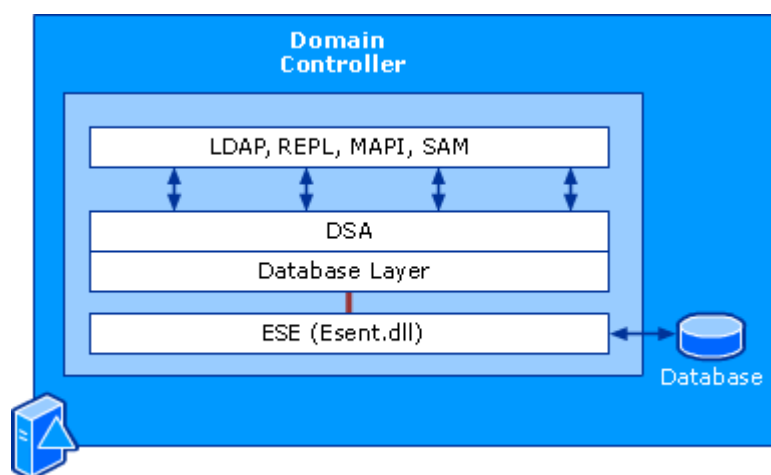 Domain
Controller
LDAP, REPL, MAPI, SAM
DSA
Database Layer
ESE (Esent.dll)
Database